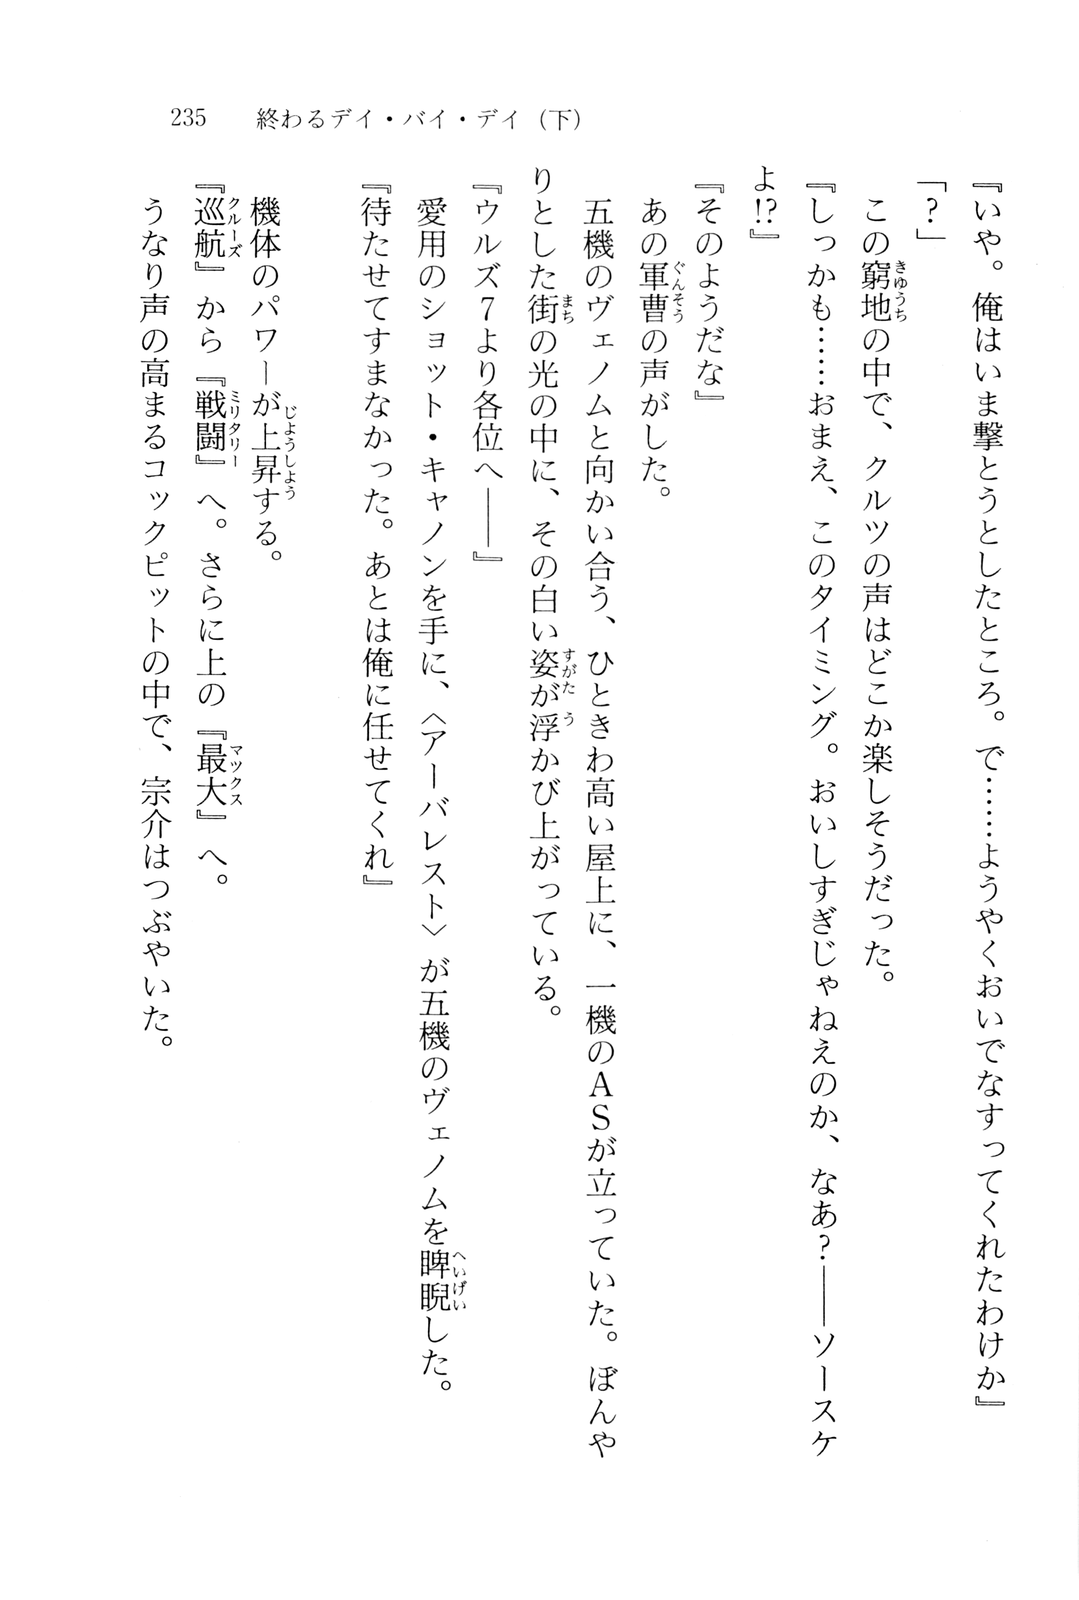 235　終わるデイ・バイ・デイ（下）
『いや。俺はいま撃とうとしたところ。で……ようやくおいでなすってくれたわけか』
「？」
この窮地の中で、クルツの声はどこか楽しそうだった。
『しっかも……おまえ、このタイミング。おいしすぎじゃねえのか、なあ？――ソースケ
よ!?』
『そのようだな』
あの軍曹の声がした。
五機のヴェノムと向かい合う、ひときわ高い屋上に、一機のＡＳが立っていた。ぼんや
りとした街の光の中に、その白い姿が浮かび上がっている。
『ウルズ７より各位へ――』
愛用のショット・キャノンを手に、〈アーバレスト〉が五機のヴェノムを睥睨した。
『待たせてすまなかった。あとは俺に任せてくれ』
機体のパワーが上昇する。
『巡航』から『戦闘』へ。さらに上の『最大』へ。
うなり声の高まるコックピットの中で、宗介はつぶやいた。